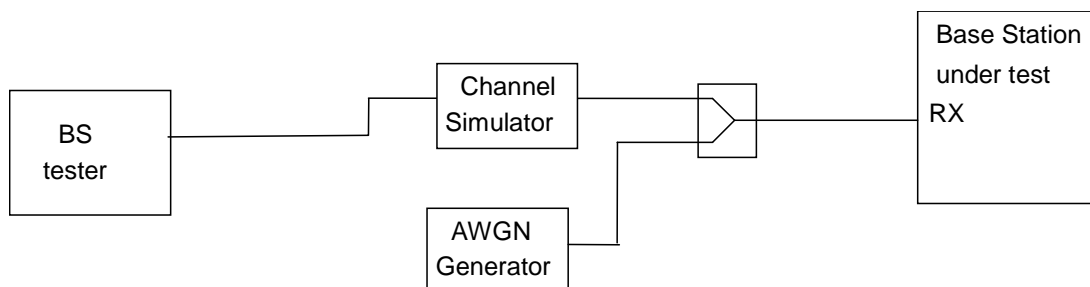 BS
tester
Channel
Simulator
AWGN
Generator
Base Station
under test
RX